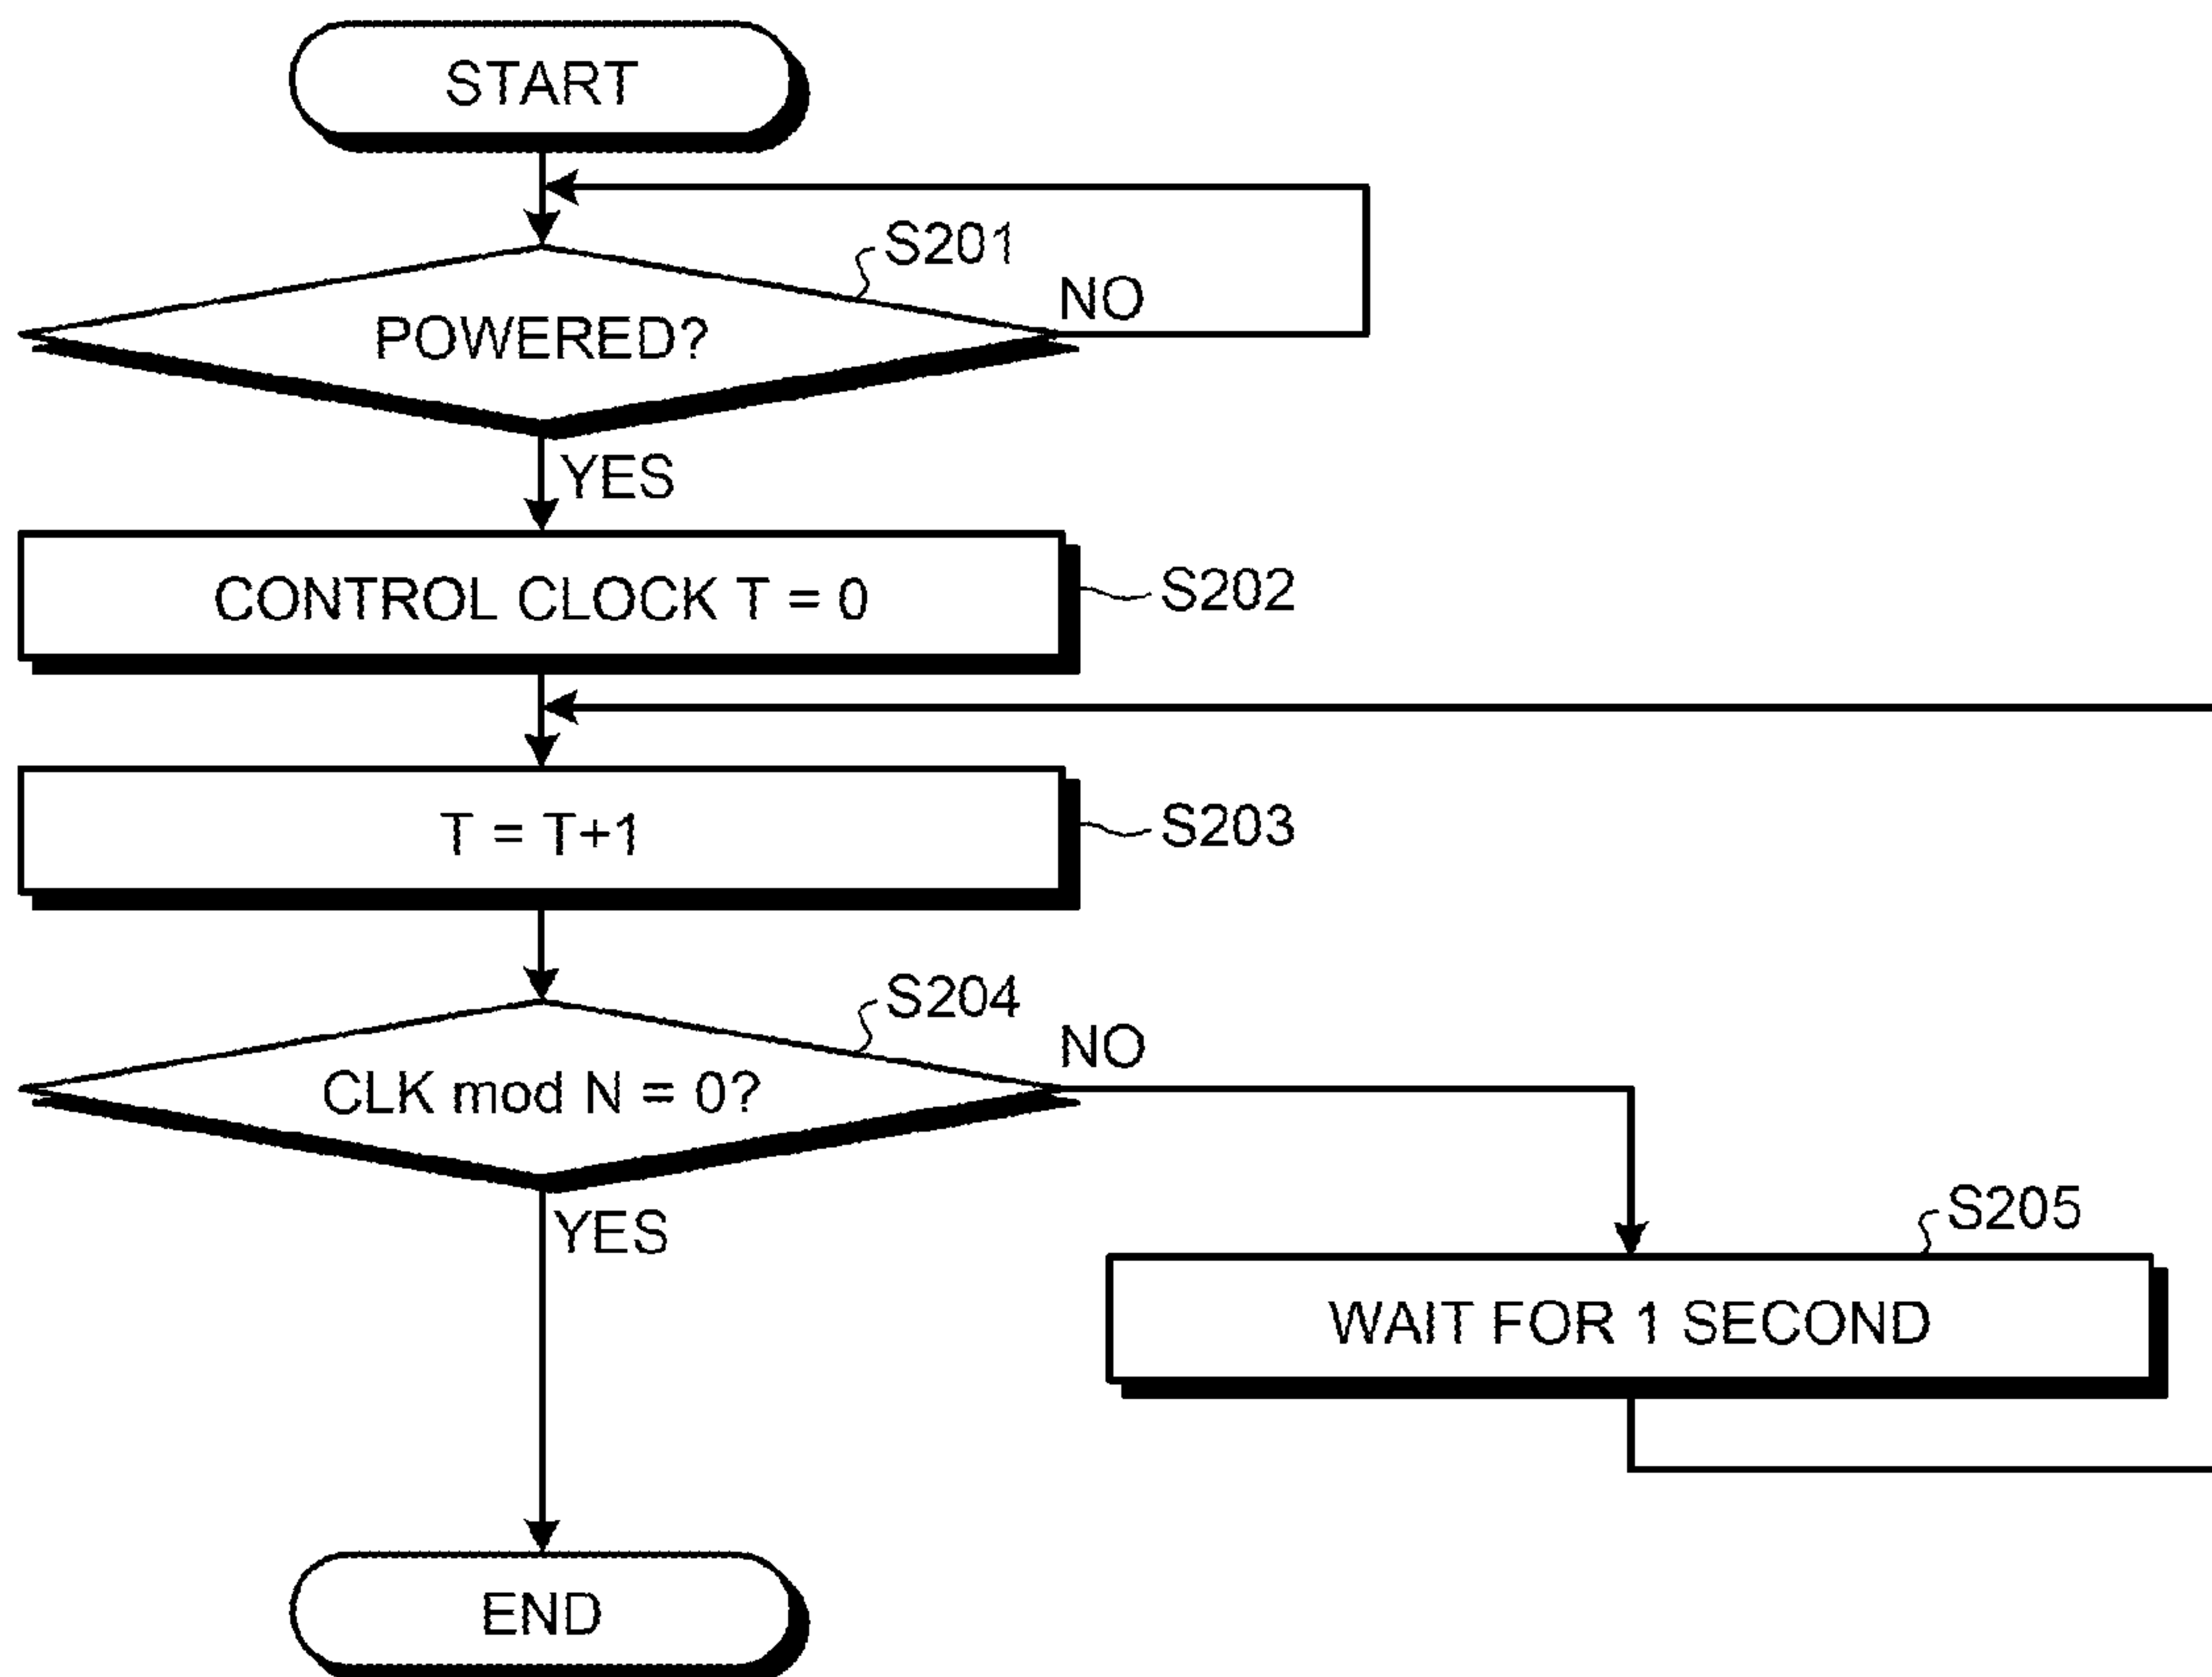 START
S201
NO
POWERED?
YES
CONTROL CLOCK T = 0
S202
T = T+1
S203
S204
NO
CLK mod N = 0?
YES
S205
WAIT FOR 1 SECOND
END